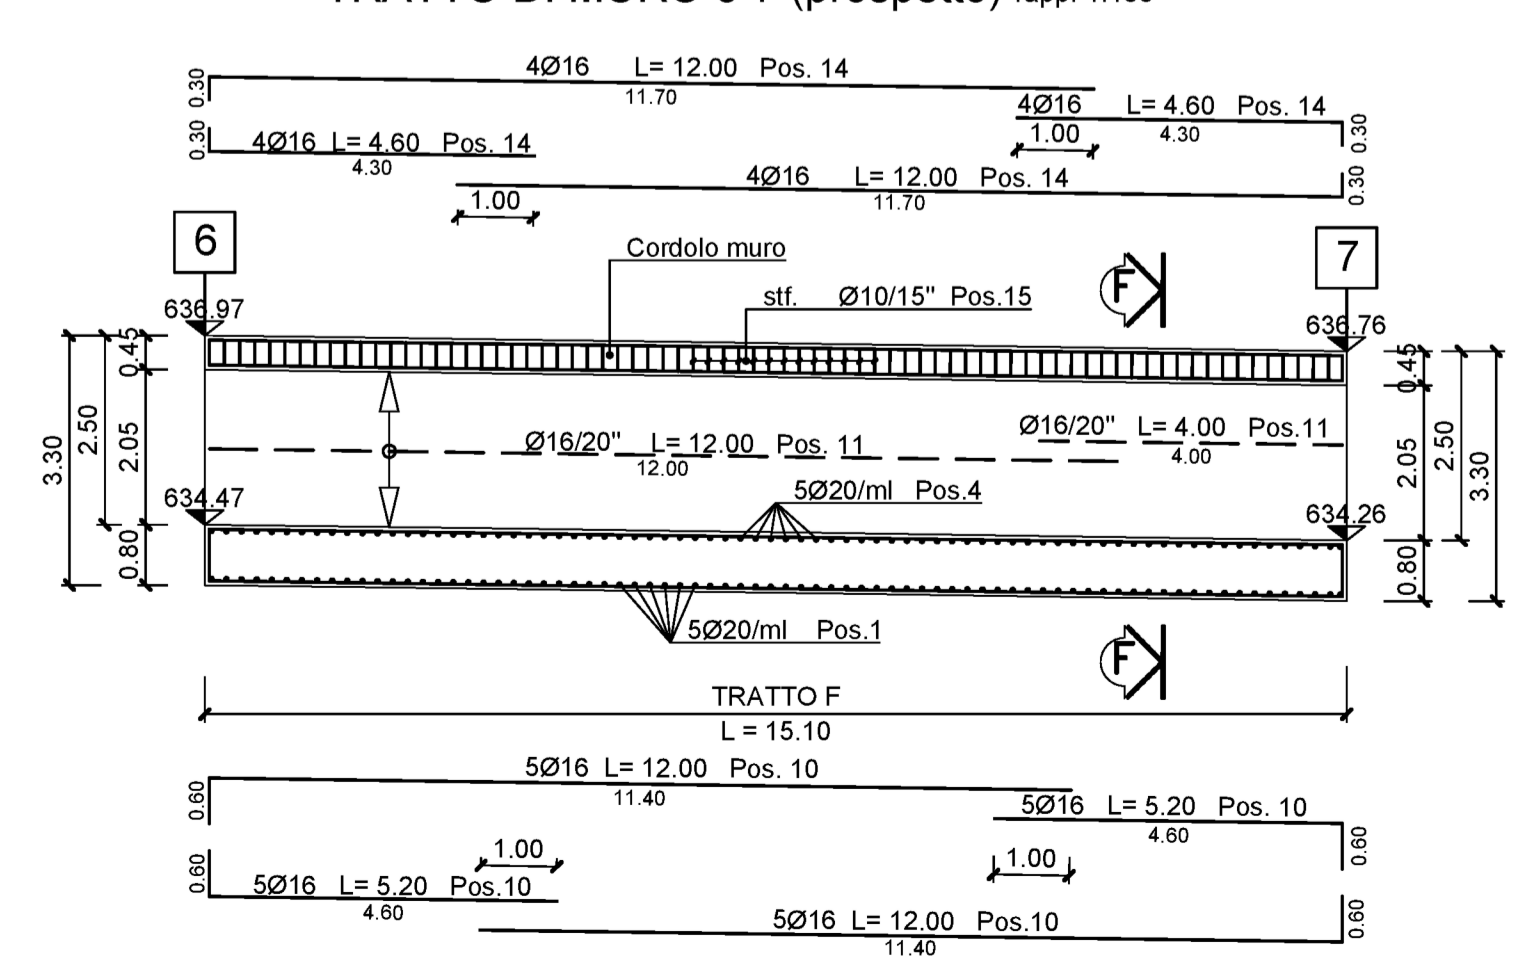 (prospetto)
4Ø16 L= 12.00 Pos. 14
11.70
0.30
4Ø16 L= 4.60 Pos. 14
4.30
0.30
1.00
0.30
4Ø16 L= 4.60 Pos. 14
4.30
4Ø16 L= 12.00 Pos. 14
11.70
0.30
1.00
6
Cordolo muro
7
F
stf. Ø10/15" Pos.15
636.97
636.76
0.45
0.45
3.30
2.50
2.05
Ø16/20" L= 12.00 Pos. 11
12.00
Ø16/20" L= 4.00 Pos.11
4.00
2.05
2.50
3.30
634.47
5Ø20/ml Pos.4
634.26
0.80
0.80
5Ø20/ml Pos.1
F
TRATTO F
L = 15.10
5Ø16 L= 12.00 Pos. 10
11.40
0.60
5Ø16 L= 5.20 Pos. 10
4.60
0.60
1.00
1.00
0.60
5Ø16 L= 5.20 Pos.10
4.60
5Ø16 L= 12.00 Pos.10
11.40
0.60